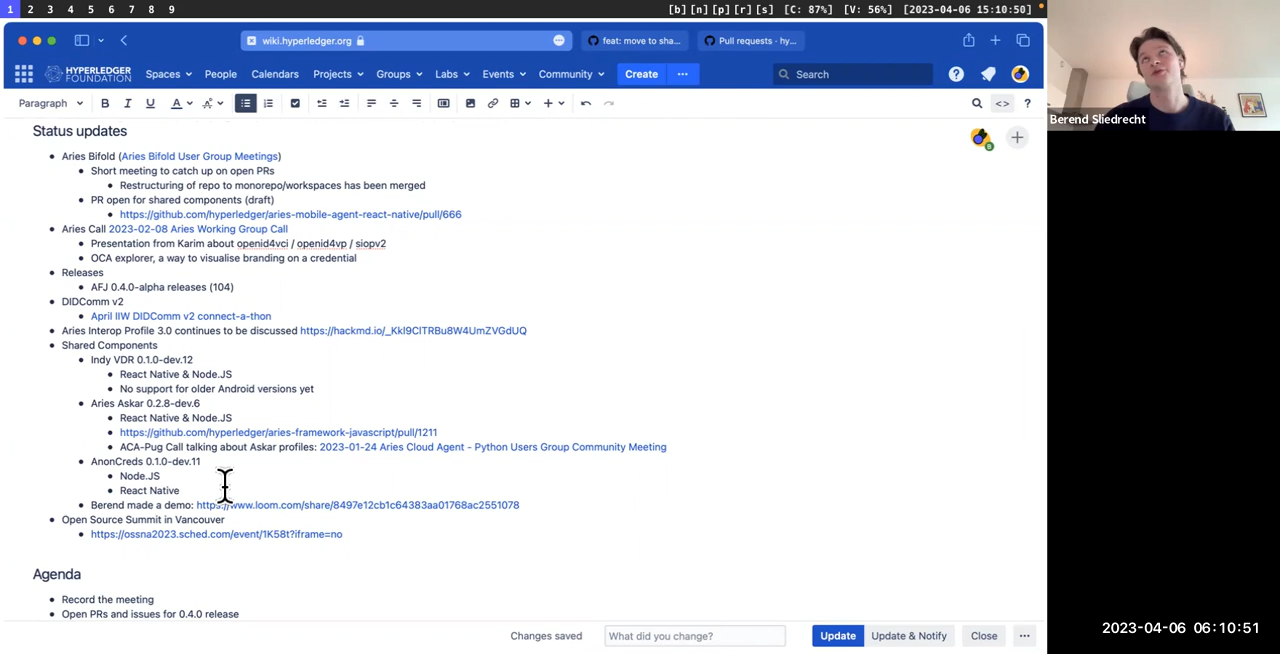 1 2 3 4 5 6 7 8 9 [b][n][p][r][s] [C: 87%] [V: 56%] [2023-04-06 15:10:50]
wiki.hyperledger.org feat: move to sha... Pull requests · hy...
HYPERLEDGER FOUNDATION Spaces People Calendars Projects Groups Labs Events Community Create ... Search
Paragraph B I U A
Status updates
Aries Bifold (Aries Bifold User Group Meetings)
Short meeting to catch up on open PRs
Restructuring of repo to monorepo/workspaces has been merged
PR open for shared components (draft)
https://github.com/hyperledger/aries-mobile-agent-react-native/pull/666
Aries Call 2023-02-08 Aries Working Group Call
Presentation from Karim about openid4vci / openid4vp / siopv2
OCA explorer, a way to visualise branding on a credential
Releases
AFJ 0.4.0-alpha releases (104)
DIDComm v2
April IIW DIDComm v2 connect-a-thon
Aries Interop Profile 3.0 continues to be discussed https://hackmd.io/_KkI9ClTRBu8W4UmZVGdUQ
Shared Components
Indy VDR 0.1.0-dev.12
React Native & Node.JS
No support for older Android versions yet
Aries Askar 0.2.8-dev.6
React Native & Node.JS
https://github.com/hyperledger/aries-framework-javascript/pull/1211
ACA-Pug Call talking about Askar profiles: 2023-01-24 Aries Cloud Agent - Python Users Group Community Meeting
AnonCreds 0.1.0-dev.11
Node.JS
React Native
Berend made a demo: https://www.loom.com/share/8497e12cb1c64383aa01768ac2551078
Open Source Summit in Vancouver
https://ossna2023.sched.com/event/1K58t?iframe=no
Agenda
Record the meeting
Open PRs and issues for 0.4.0 release
Changes saved What did you change? Update Update & Notify Close ...
Berend Sliedrecht
2023-04-06 06:10:51